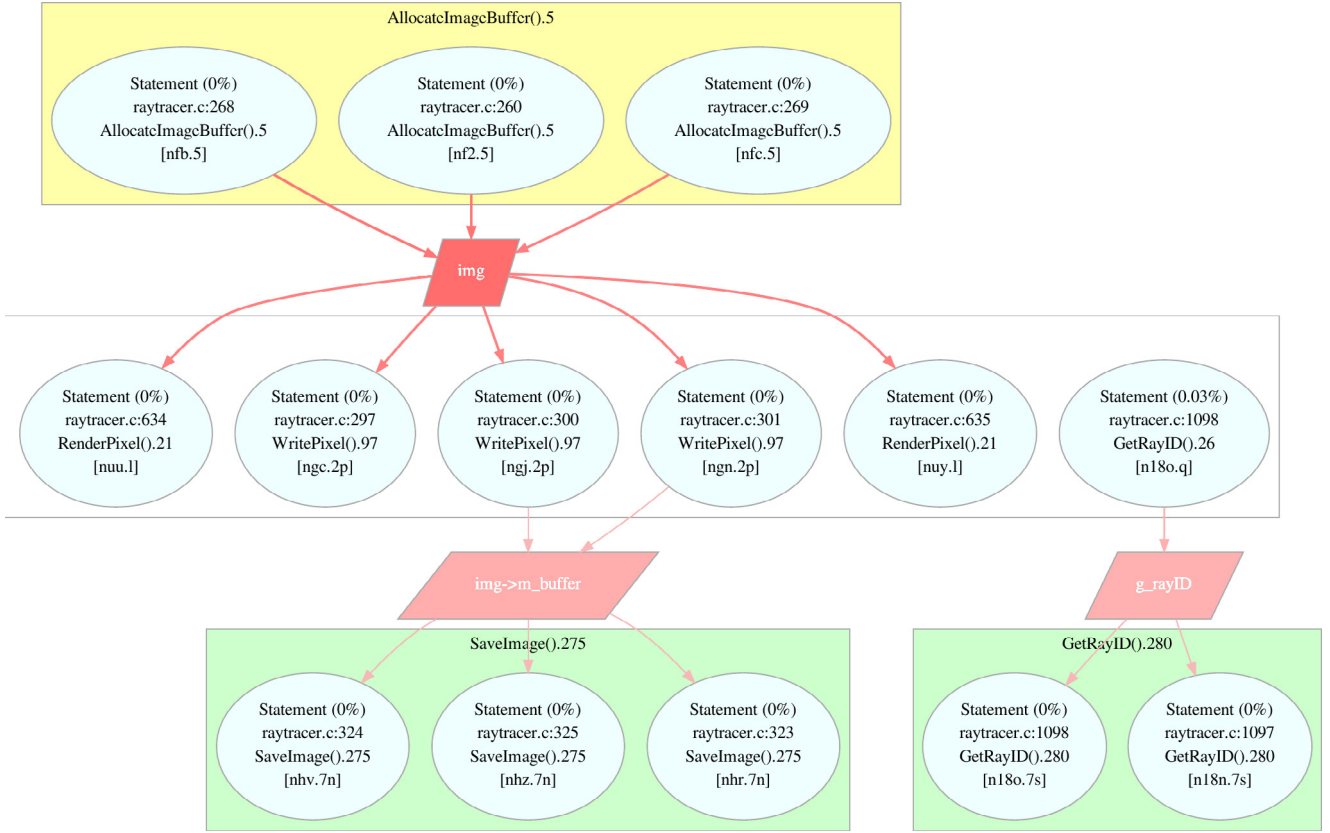 AllocateImageBuffer().5
Statement (0%)
raytracer.c:268
AllocateImageBuffer().5
[nfb.5]
Statement (0%)
raytracer.c:260
AllocateImageBuffer().5
[nf2.5]
Statement (0%)
raytracer.c:269
AllocateImageBuffer().5
[nfc.5]
img
Statement (0%)
raytracer.c:634
RenderPixel().21
[nuu.l]
Statement (0%)
raytracer.c:297
WritePixel().97
[ngc.2p]
Statement (0%)
raytracer.c:300
WritePixel().97
[ngj.2p]
Statement (0%)
raytracer.c:301
WritePixel().97
[ngn.2p]
Statement (0%)
raytracer.c:635
RenderPixel().21
[nuy.l]
Statement (0.03%)
raytracer.c:1098
GetRayID().26
[n18o.q]
img->m_buffer
g_rayID
SaveImage().275
Statement (0%)
raytracer.c:324
SaveImage().275
[nhv.7n]
Statement (0%)
raytracer.c:325
SaveImage().275
[nhz.7n]
Statement (0%)
raytracer.c:323
SaveImage().275
[nhr.7n]
GetRayID().280
Statement (0%)
raytracer.c:1098
GetRayID().280
[n18o.7s]
Statement (0%)
raytracer.c:1097
GetRayID().280
[n18n.7s]